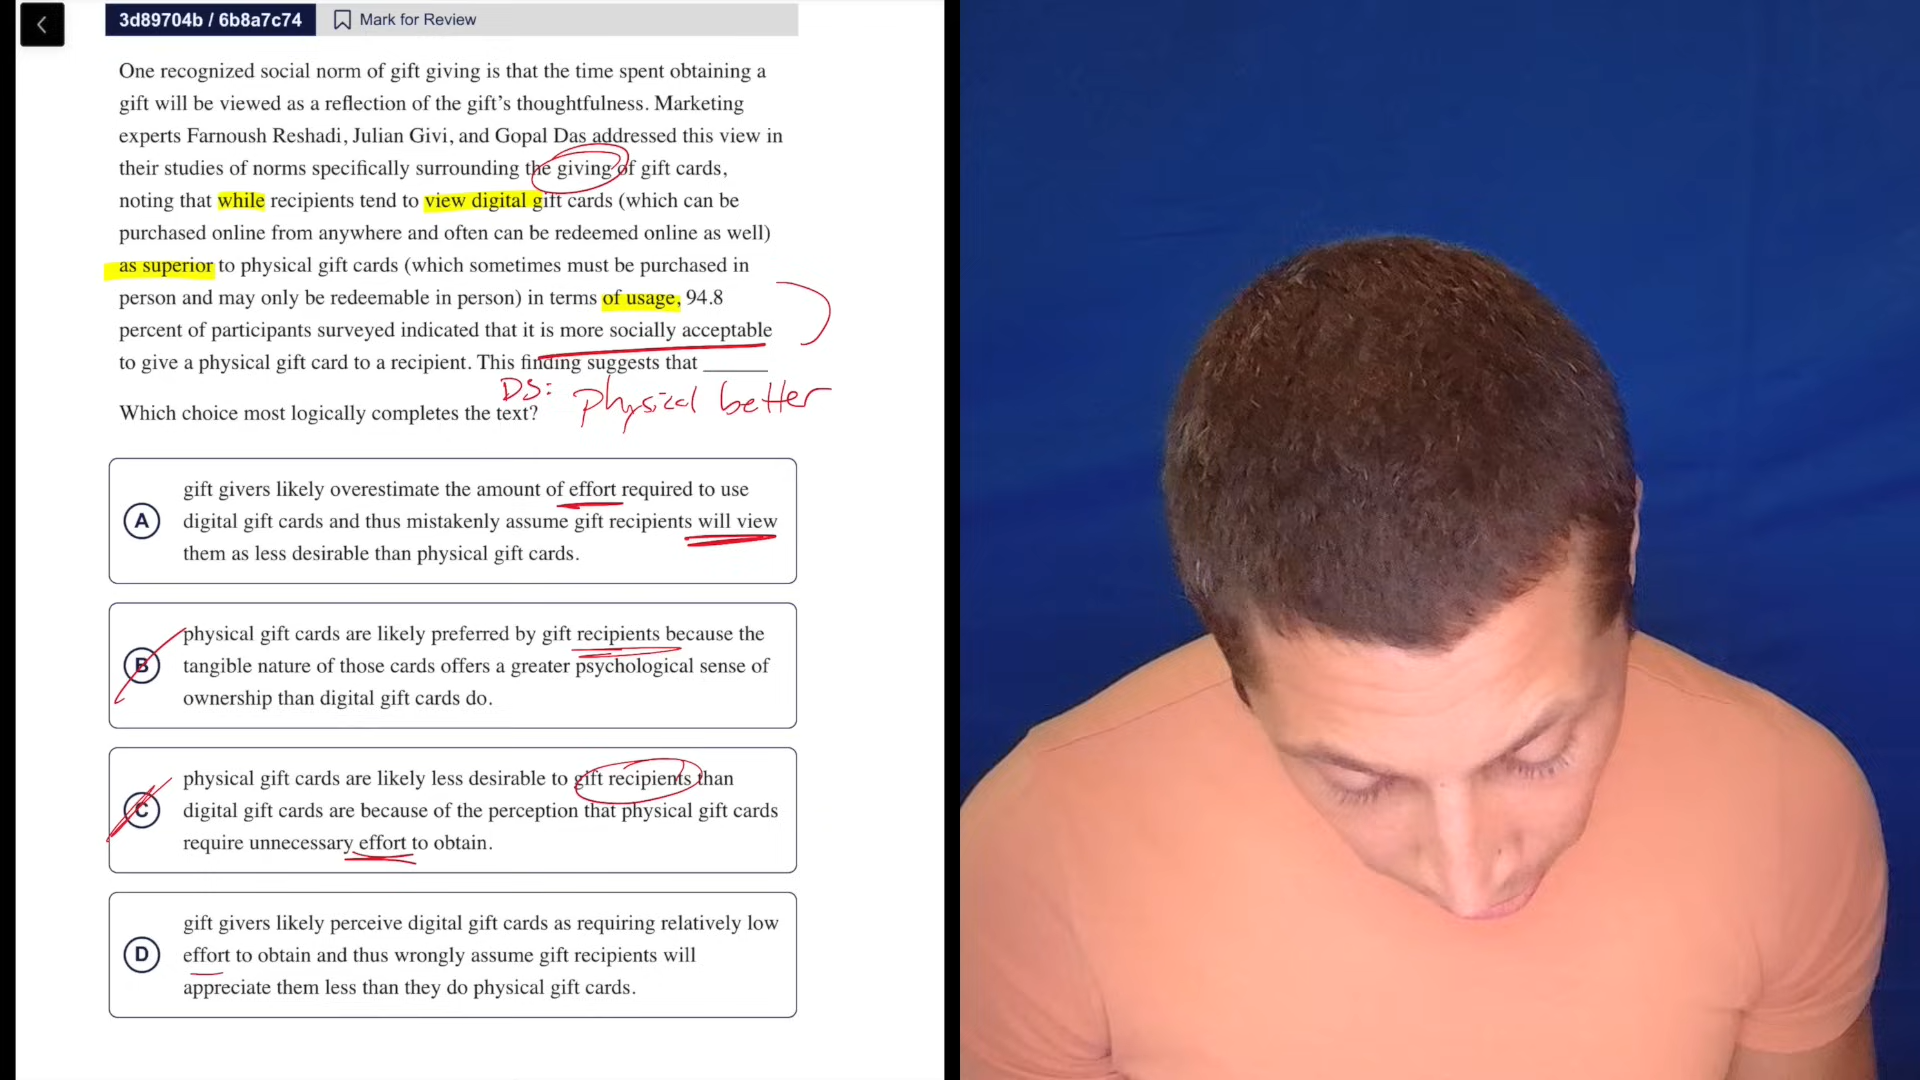 3d89704b / 6b8a7c74 Mark for Review
One recognized social norm of gift giving is that the time spent obtaining a
gift will be viewed as a reflection of the gift's thoughtfulness. Marketing
experts Farnoush Reshadi, Julian Givi, and Gopal Das addressed this view in
their studies of norms specifically surrounding the giving of gift cards,
noting that while recipients tend to view digital gift cards (which can be
purchased online from anywhere and often can be redeemed online as well)
as superior to physical gift cards (which sometimes must be purchased in
person and may only be redeemable in person) in terms of usage, 94.8
percent of participants surveyed indicated that it is more socially acceptable
to give a physical gift card to a recipient. This finding suggests that ______
DS: physical better
Which choice most logically completes the text?
A
gift givers likely overestimate the amount of effort required to use
digital gift cards and thus mistakenly assume gift recipients will view
them as less desirable than physical gift cards.
B
physical gift cards are likely preferred by gift recipients because the
tangible nature of those cards offers a greater psychological sense of
ownership than digital gift cards do.
C
physical gift cards are likely less desirable to gift recipients than
digital gift cards are because of the perception that physical gift cards
require unnecessary effort to obtain.
D
gift givers likely perceive digital gift cards as requiring relatively low
effort to obtain and thus wrongly assume gift recipients will
appreciate them less than they do physical gift cards.